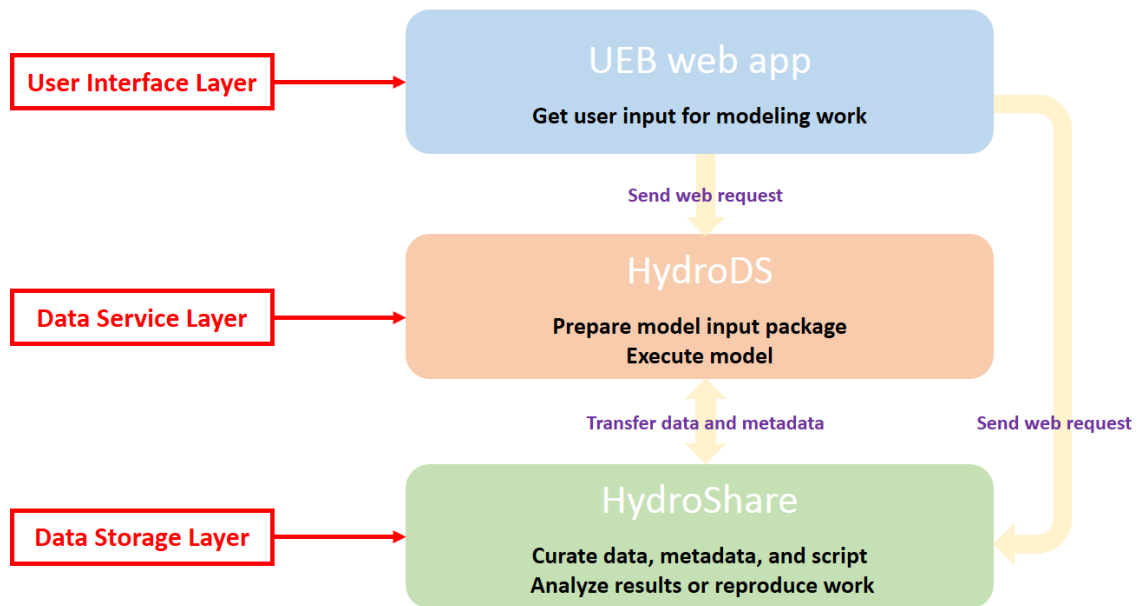 UEB web app
User Interface Layer
Get user input for modeling work
Send web request
HydroDS
Data Service Layer
Prepare model input package
Execute model
Transfer data and metadata
Send web request
HydroShare
Data Storage Layer
Curate data, metadata, and script
Analyze results or reproduce work